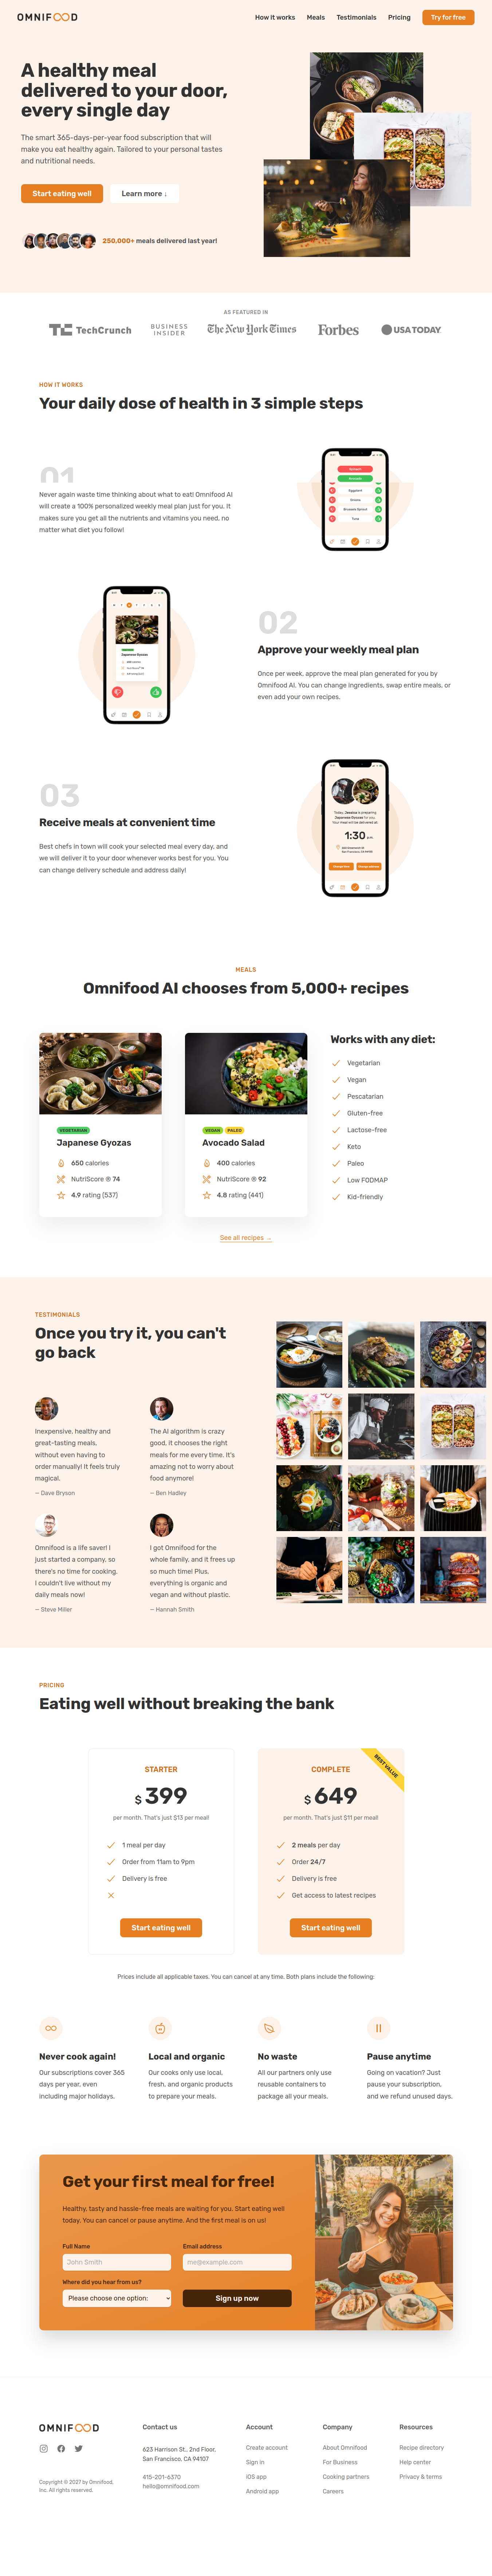 OMNIFOOD
How it works
Meals
Testimonials
Pricing
Try for free
A healthy meal
delivered to your door,
every single day
The smart 365-days-per-year food subscription that will
make you eat healthy again. Tailored to your personal tastes
and nutritional needs.
Start eating well
Learn more ↓
250,000+ meals delivered last year!
AS FEATURED IN
TechCrunch
BUSINESS
INSIDER
The New York Times
Forbes
USA TODAY
HOW IT WORKS
Your daily dose of health in 3 simple steps
01
Never again waste time thinking about what to eat! Omnifood AI
will create a 100% personalized weekly meal plan just for you. It
makes sure you get all the nutrients and vitamins you need, no
matter what diet you follow!
Japanese Gyozas
02
Approve your weekly meal plan
Once per week, approve the meal plan generated for you by
Omnifood AI. You can change ingredients, swap entire meals, or
even add your own recipes.
03
Receive meals at convenient time
Best chefs in town will cook your selected meal every day, and
we will deliver it to your door whenever works best for you. You
can change delivery schedule and address daily!
1:30 p.m.
MEALS
Omnifood AI chooses from 5,000+ recipes
VEGETARIAN
Japanese Gyozas
650 calories
NutriScore ® 74
4.9 rating (537)
VEGAN PALEO
Avocado Salad
400 calories
NutriScore ® 92
4.8 rating (441)
Works with any diet:
Vegetarian
Vegan
Pescatarian
Gluten-free
Lactose-free
Keto
Paleo
Low FODMAP
Kid-friendly
See all recipes →
TESTIMONIALS
Once you try it, you can't
go back
Inexpensive, healthy and
great-tasting meals,
without even having to
order manually! It feels truly
magical.
— Dave Bryson
The AI algorithm is crazy
good, it chooses the right
meals for me every time. It's
amazing not to worry about
food anymore!
— Ben Hadley
Omnifood is a life saver! I
just started a company, so
there's no time for cooking.
I couldn't live without my
daily meals now!
— Steve Miller
I got Omnifood for the
whole family, and it frees up
so much time! Plus,
everything is organic and
vegan and without plastic.
— Hannah Smith
PRICING
Eating well without breaking the bank
STARTER
$ 399
per month. That's just $13 per meal!
1 meal per day
Order from 11am to 9pm
Delivery is free
Start eating well
BEST VALUE
COMPLETE
$ 649
per month. That's just $11 per meal!
2 meals per day
Order 24/7
Delivery is free
Get access to latest recipes
Start eating well
Prices include all applicable taxes. You can cancel at any time. Both plans include the following:
Never cook again!
Our subscriptions cover 365
days per year, even
including major holidays.
Local and organic
Our cooks only use local,
fresh, and organic products
to prepare your meals.
No waste
All our partners only use
reusable containers to
package all your meals.
Pause anytime
Going on vacation? Just
pause your subscription,
and we refund unused days.
Get your first meal for free!
Healthy, tasty and hassle-free meals are waiting for you. Start eating well
today. You can cancel or pause anytime. And the first meal is on us!
Full Name
Email address
John Smith
me@example.com
Where did you hear from us?
Please choose one option:
Sign up now
OMNIFOOD
Copyright © 2027 by Omnifood,
Inc. All rights reserved.
Contact us
623 Harrison St., 2nd Floor,
San Francisco, CA 94107
415-201-6370
hello@omnifood.com
Account
Create account
Sign in
iOS app
Android app
Company
About Omnifood
For Business
Cooking partners
Careers
Resources
Recipe directory
Help center
Privacy & terms